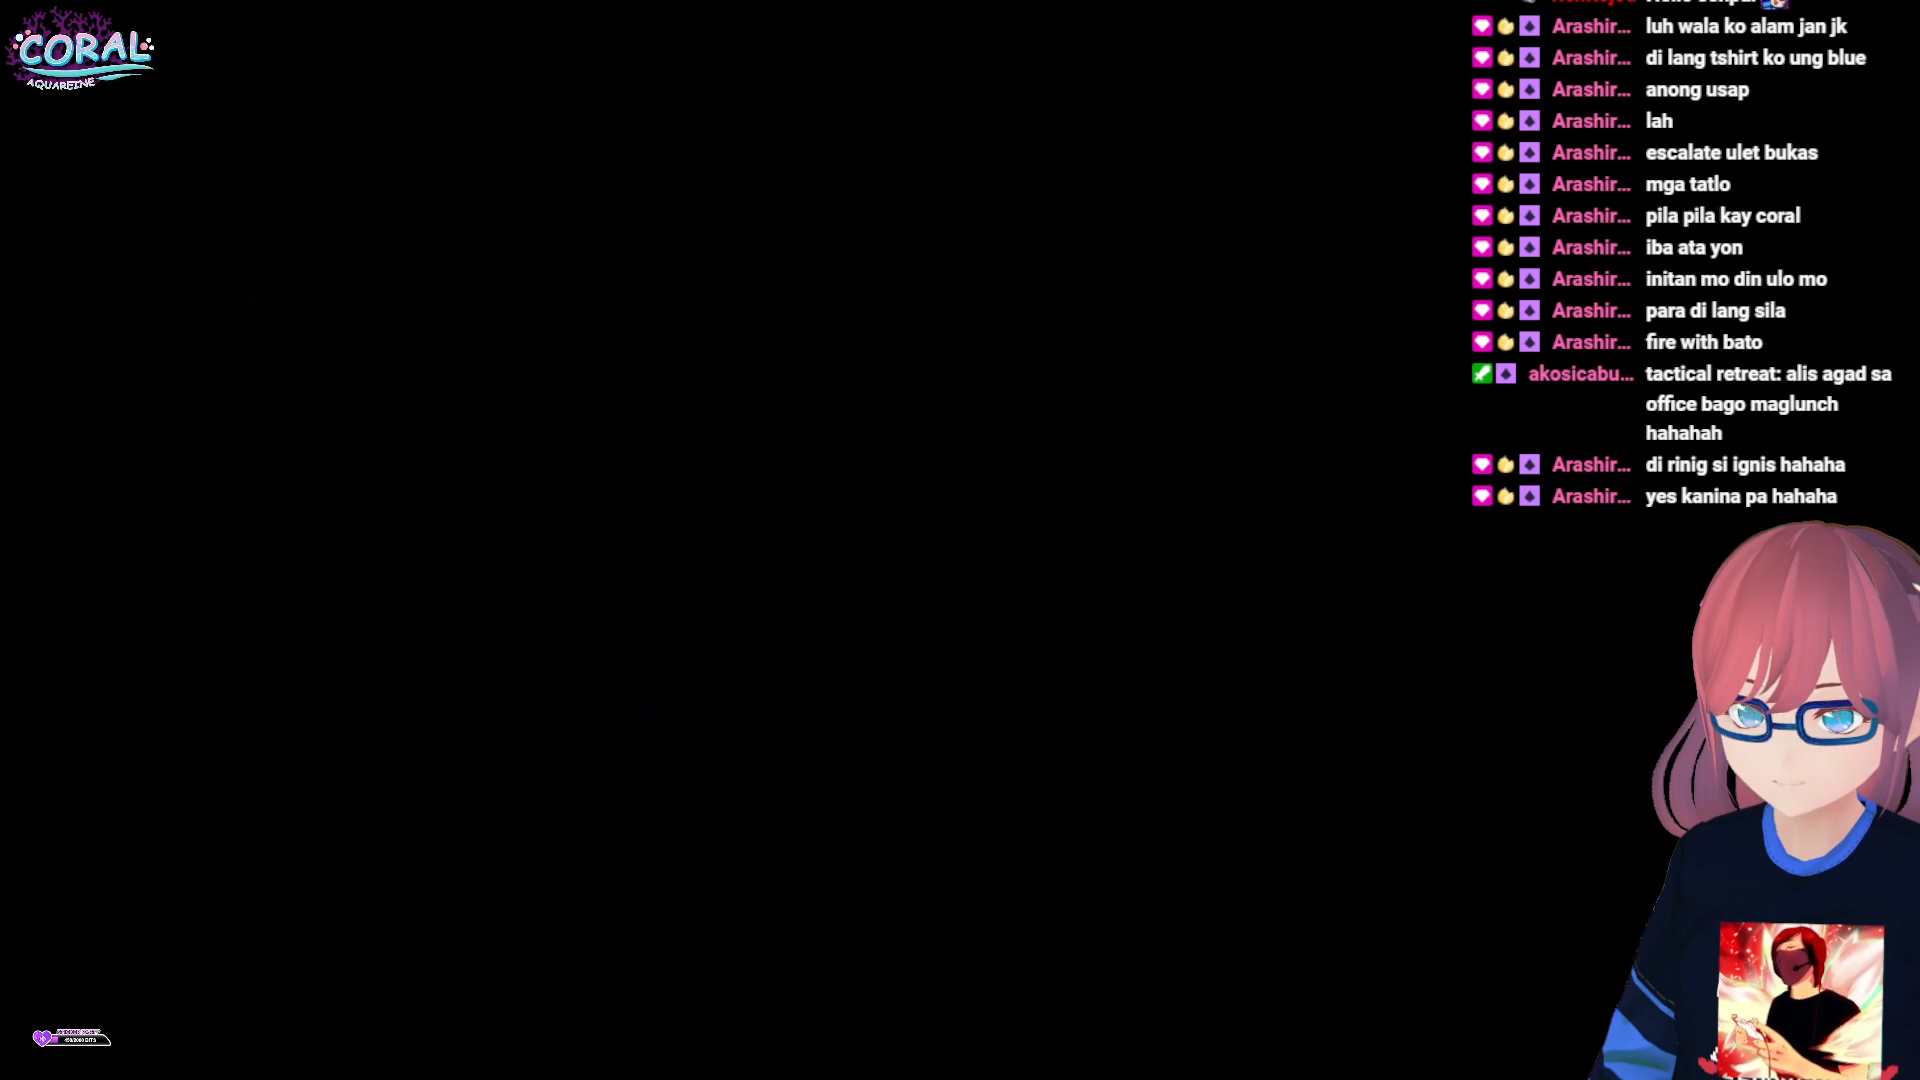 CORAL
AQUAREINE
Arashir... luh wala ko alam jan jk
Arashir... di lang tshirt ko ung blue
Arashir... anong usap
Arashir... lah
Arashir... escalate ulet bukas
Arashir... mga tatlo
Arashir... pila pila kay coral
Arashir... iba ata yon
Arashir... initan mo din ulo mo
Arashir... para di lang sila
Arashir... fire with bato
akosicabu... tactical retreat: alis agad sa
office bago maglunch
hahahah
Arashir... di rinig si ignis hahaha
Arashir... yes kanina pa hahaha